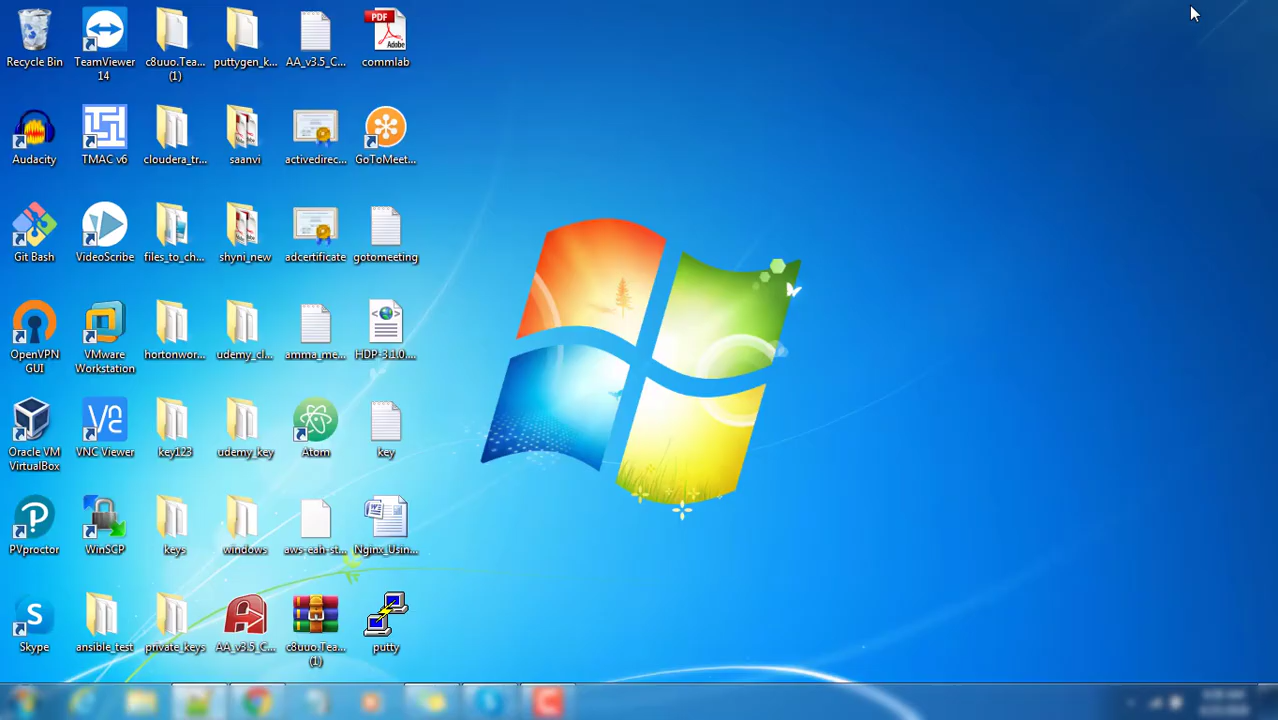 Recycle Bin
TeamViewer 14
c8uuo.Tea... (1)
puttygen_k...
AA_v3.5_C...
PDF
Adobe
commlab
Audacity
TMAC v6
cloudera_tr...
saanvi
activedirec...
GoToMeet...
Git Bash
VideoScribe
files_to_ch...
shyni_new
adcertificate
gotomeeting
OpenVPN GUI
VMware Workstation
hortonwor...
udemy_cl...
amma_me...
HDP-3.1.0....
Oracle VM VirtualBox
VNC Viewer
key123
udemy_key
Atom
key
PVproctor
WinSCP
keys
windows
aws-eah-st...
Nginx_Usin...
Skype
ansible_test
private_keys
AA_v3.5_C...
c8uuo.Tea... (1)
putty